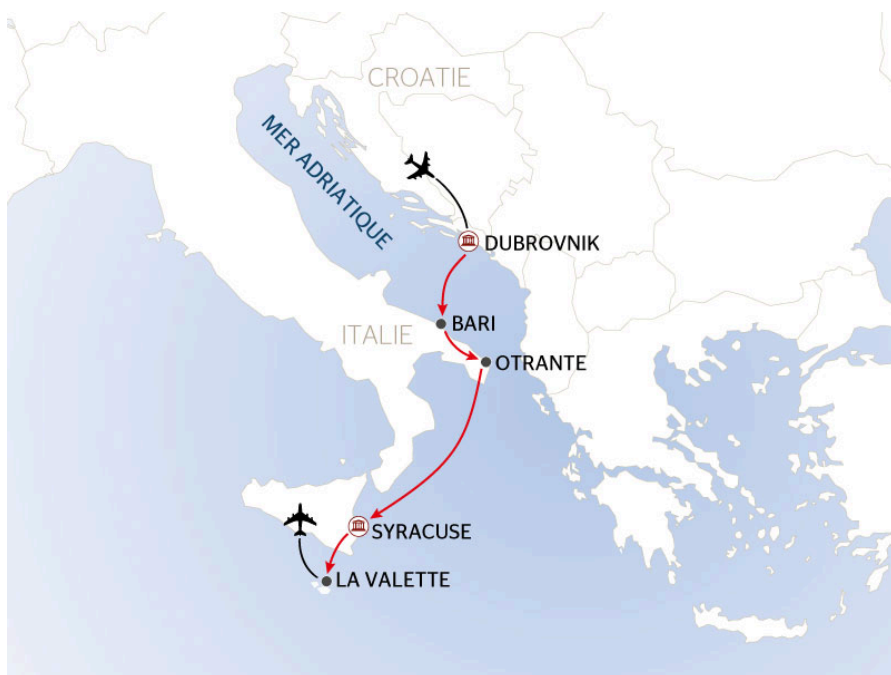 CROATIE
MER ADRIATIQUE
DUBROVNIK
BARI
ITALIE
OTRANTE
SYRACUSE
LA VALETTE